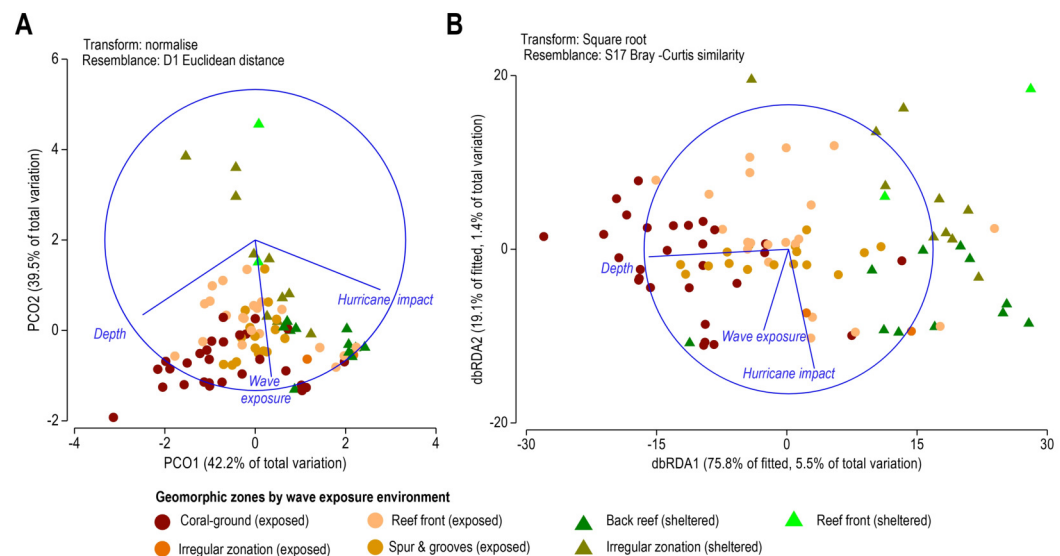 A
Transform: normalise
Resemblance: D1 Euclidean distance
6
4
2
0
-2
PCO2 (39.5% of total variation)
Depth
Hurricane impact
Wave
exposure
-4
-2
0
2
4
PCO1 (42.2% of total variation)
B
Transform: Square root
Resemblance: S17 Bray -Curtis similarity
20
10
0
-10
-20
dbRDA2 (19.1% of fitted, 1.4% of total variation)
Depth
Wave exposure
Hurricane impact
-30
-15
0
15
30
dbRDA1 (75.8% of fitted, 5.5% of total variation)
Geomorphic zones by wave exposure environment
Coral-ground (exposed)
Reef front (exposed)
Back reef (sheltered)
Reef front (sheltered)
Irregular zonation (exposed)
Spur & grooves (exposed)
Irregular zonation (sheltered)